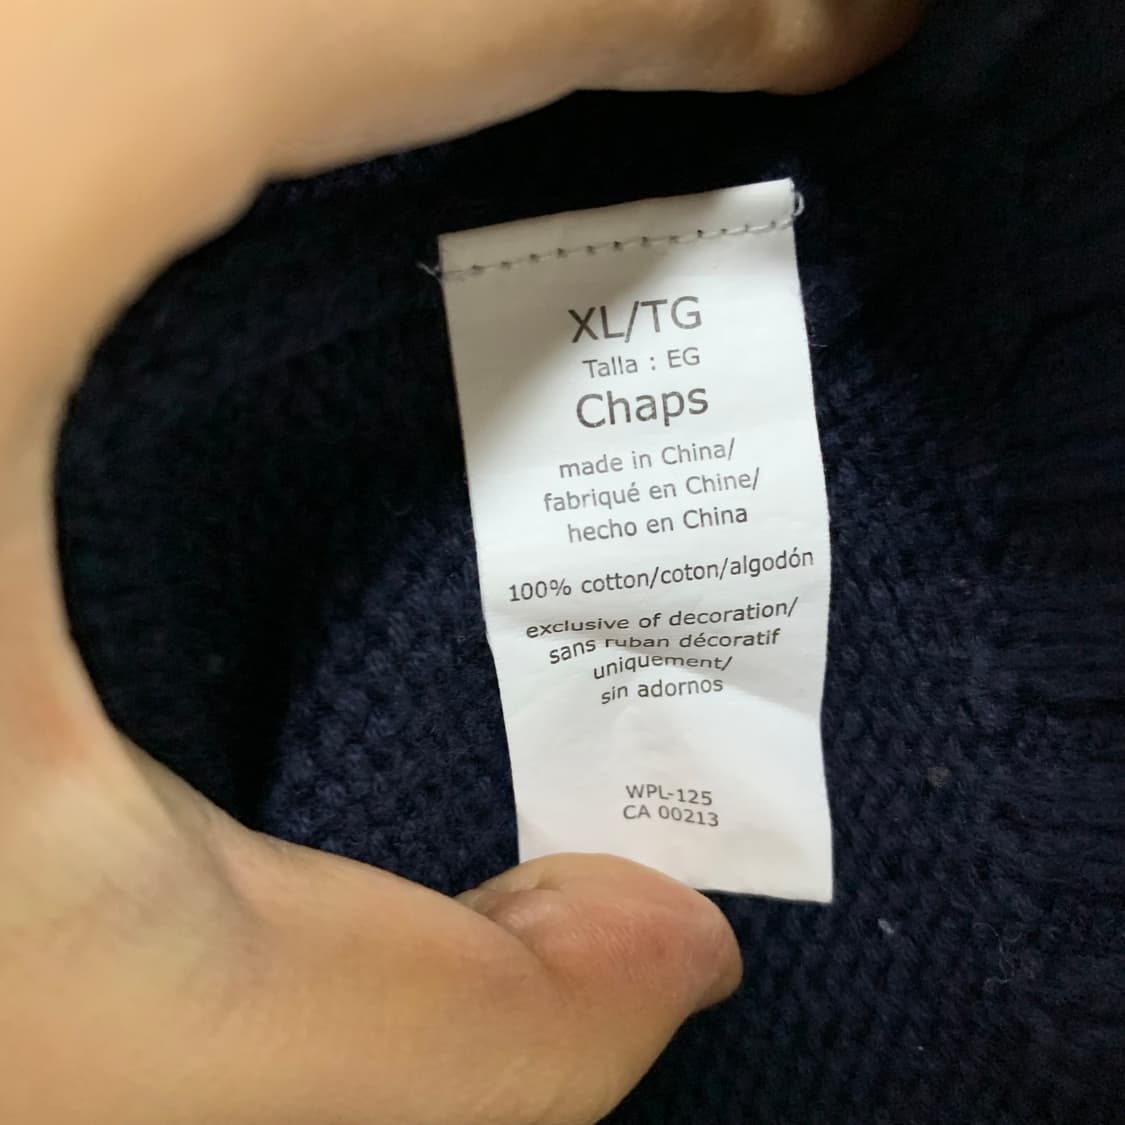 XL/TG
Talla : EG
Chaps
made in China/
fabriqué en Chine/
hecho en China
100% cotton/coton/algodón
exclusive of decoration/
sans ruban décoratif
uniquement/
sin adornos
WPL-125
CA 00213